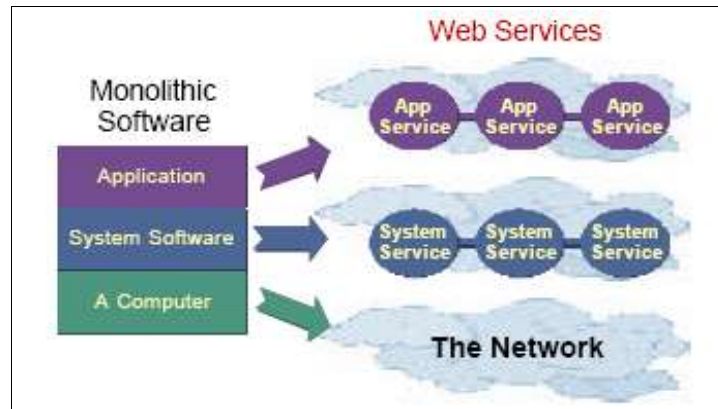 Web Services
Monolithic
Software
Application
System Software
A Computer
App
Service
App
Service
App
Service
System
Service
System
Service
System
Service
The Network